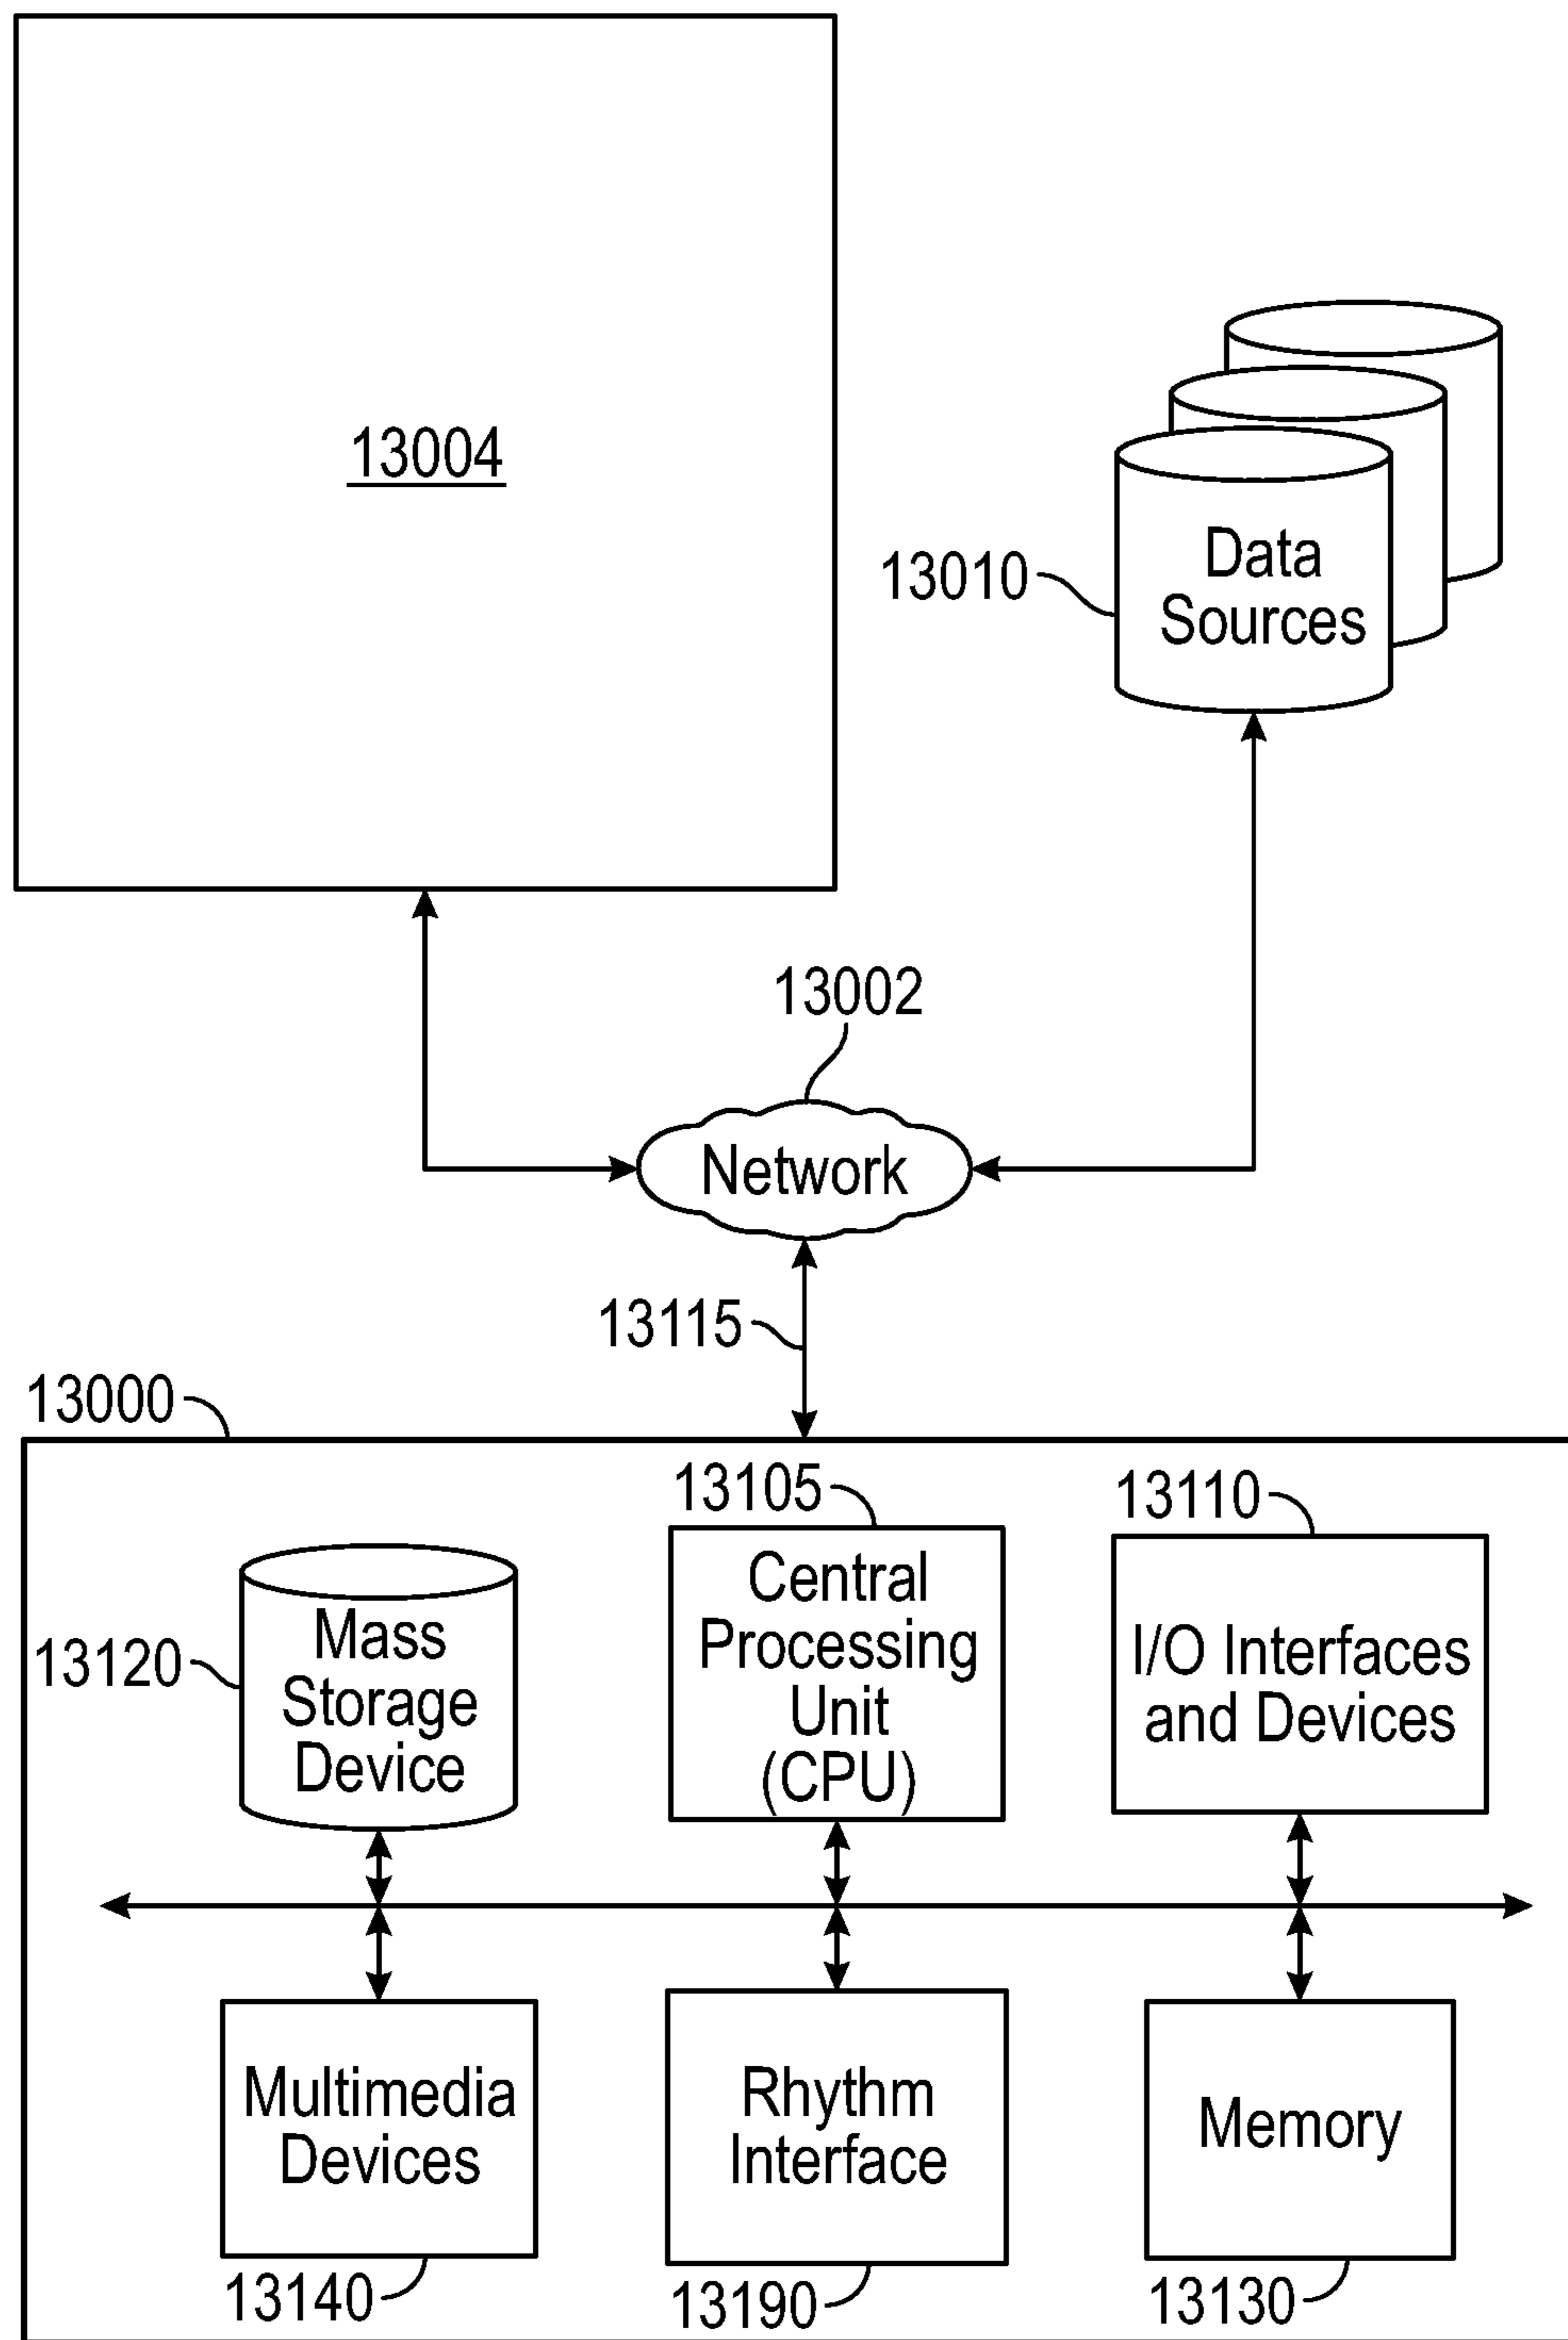 13004
13010
Data
Sources
13002
Network
13115
13000
13105
13110
13120
Mass
Storage
Device
Central
Processing
Unit
(CPU)
I/O Interfaces
and Devices
Multimedia
Devices
Rhythm
Interface
Memory
13140
13190
13130